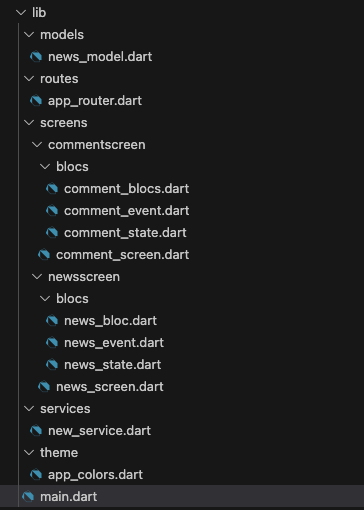 lib
models
news_model.dart
routes
app_router.dart
screens
commentscreen
blocs
comment_blocs.dart
comment_event.dart
comment_state.dart
comment_screen.dart
newsscreen
blocs
news_bloc.dart
news_event.dart
news_state.dart
news_screen.dart
services
new_service.dart
theme
app_colors.dart
main.dart